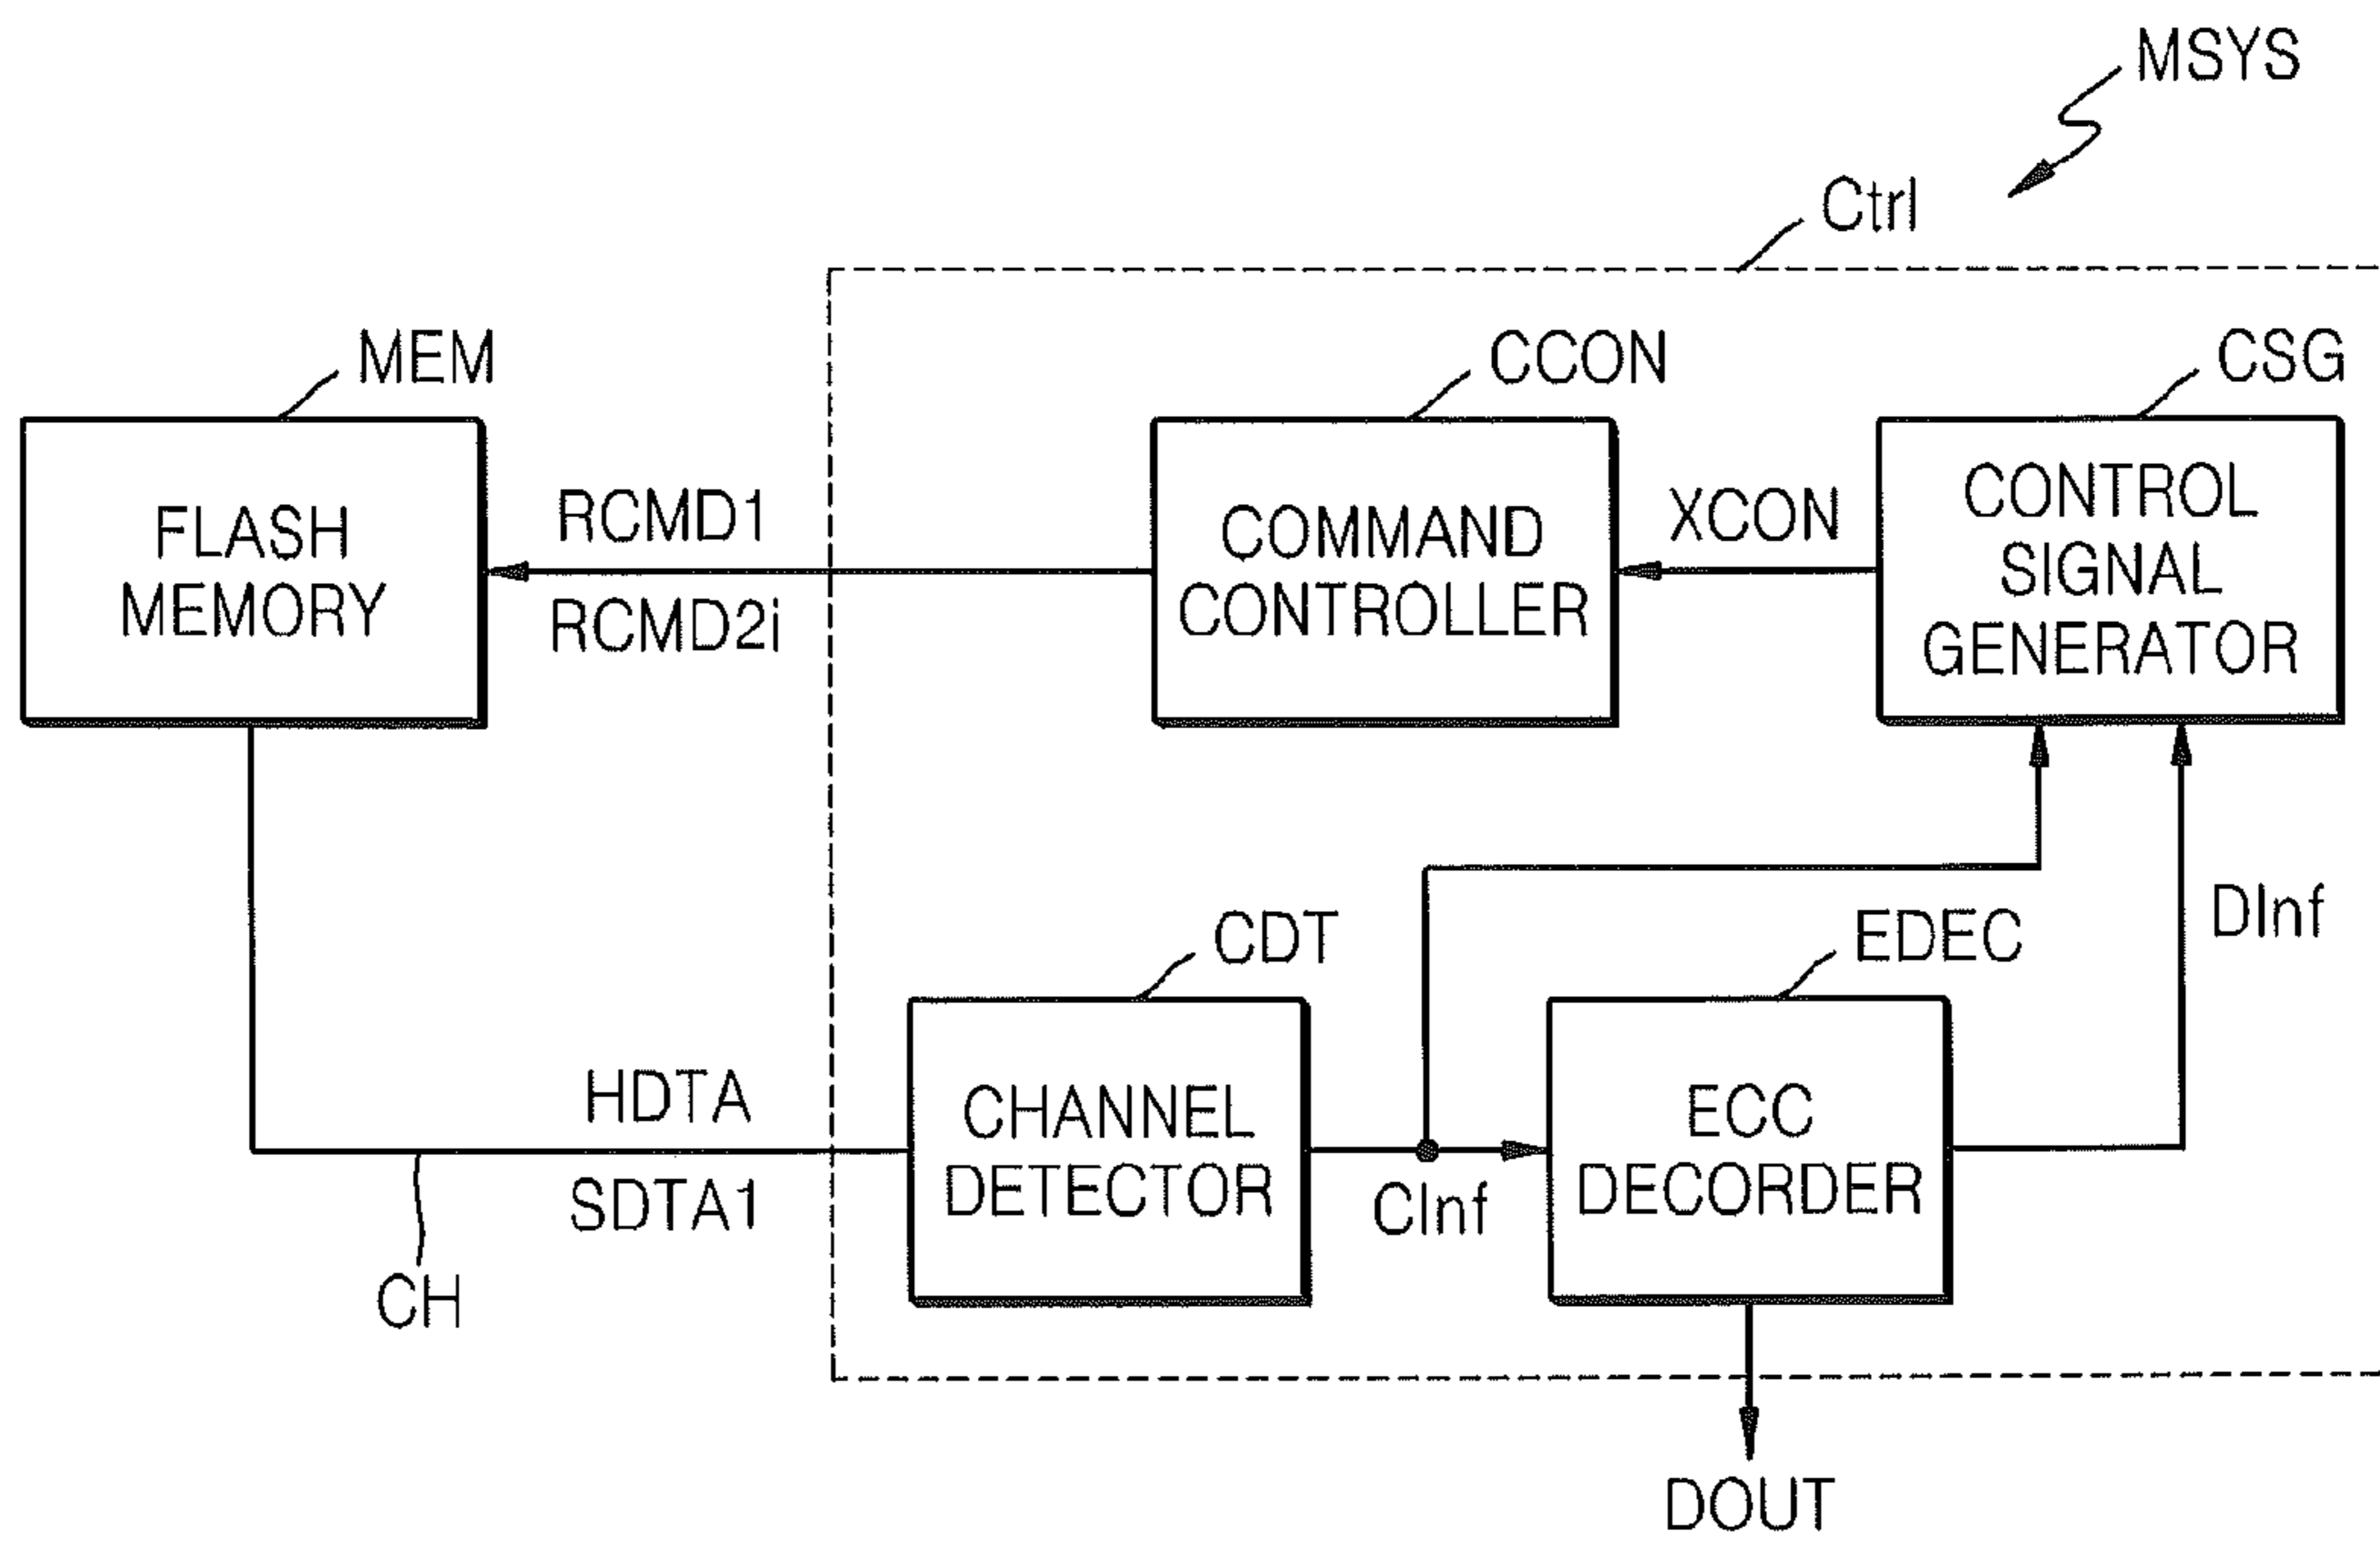 MSYS
Ctrl
MEM
CCON
CSG
FLASH
MEMORY
RCMD1
RCMD2i
COMMAND
CONTROLLER
XCON
CONTROL
SIGNAL
GENERATOR
DInf
CDT
EDEC
HDTA
SDTA1
CH
CHANNEL
DETECTOR
CInf
ECC
DECORDER
DOUT